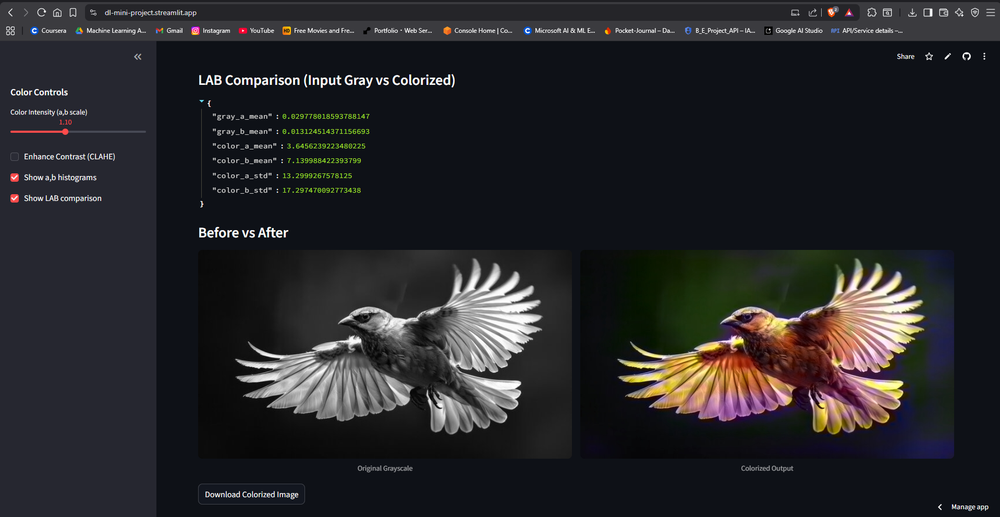 dl-mini-project.streamlit.app
2
Coursera
Machine Learning A...
Gmail
Instagram
YouTube
HD
Free Movies and Fre...
Portfolio · Web Ser...
Console Home | Co...
Microsoft AI & ML E...
Pocket-Journal – Da...
B_E_Project_API – IA...
Google AI Studio
API
API/Service details –...
Share
Color Controls
Color Intensity (a,b scale)
1.10
Enhance Contrast (CLAHE)
Show a,b histograms
Show LAB comparison
LAB Comparison (Input Gray vs Colorized)
{
"gray_a_mean" : 0.029778018593788147
"gray_b_mean" : 0.013124514371156693
"color_a_mean" : 3.6456239223480225
"color_b_mean" : 7.139988422393799
"color_a_std" : 13.2999267578125
"color_b_std" : 17.297470092773438
}
Before vs After
Original Grayscale
Colorized Output
Download Colorized Image
Manage app